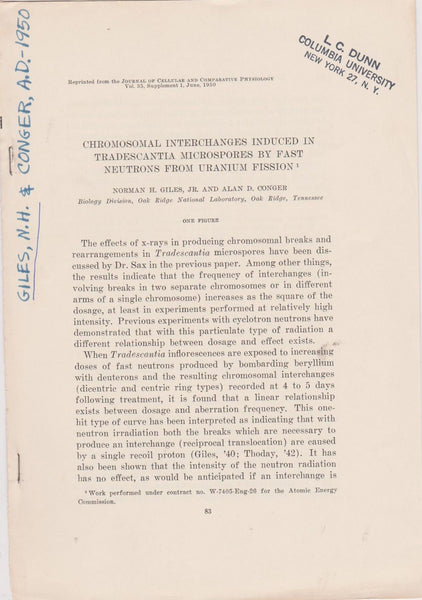 GILES, N.H. & CONGER, A.D.-1950
L. C. DUNN
COLUMBIA UNIVERSITY
NEW YORK 27, N. Y.
Reprinted from the JOURNAL OF CELLULAR AND COMPARATIVE PHYSIOLOGY
Vol. 35, Supplement 1, June, 1950
CHROMOSOMAL INTERCHANGES INDUCED IN
TRADESCANTIA MICROSPORES BY FAST
NEUTRONS FROM URANIUM FISSION ¹
NORMAN H. GILES, JR. AND ALAN D. CONGER
Biology Division, Oak Ridge National Laboratory, Oak Ridge, Tennessee
ONE FIGURE
The effects of x-rays in producing chromosomal breaks and
rearrangements in Tradescantia microspores have been dis-
cussed by Dr. Sax in the previous paper. Among other things,
the results indicate that the frequency of interchanges (in-
volving breaks in two separate chromosomes or in different
arms of a single chromosome) increases as the square of the
dosage, at least in experiments performed at relatively high
intensity. Previous experiments with cyclotron neutrons have
demonstrated that with this particulate type of radiation a
different relationship between dosage and effect exists.
When Tradescantia inflorescences are exposed to increasing
doses of fast neutrons produced by bombarding beryllium
with deuterons and the resulting chromosomal interchanges
(dicentric and centric ring types) recorded at 4 to 5 days
following treatment, it is found that a linear relationship
exists between dosage and aberration frequency. This one-
hit type of curve has been interpreted as indicating that with
neutron irradiation both the breaks which are necessary to
produce an interchange (reciprocal translocation) are caused
by a single recoil proton (Giles, '40; Thoday, '42). It has
also been shown that the intensity of the neutron radiation
has no effect, as would be anticipated if an interchange is
¹ Work performed under contract no. W-7405-Eng-26 for the Atomic Energy
Commission.
83